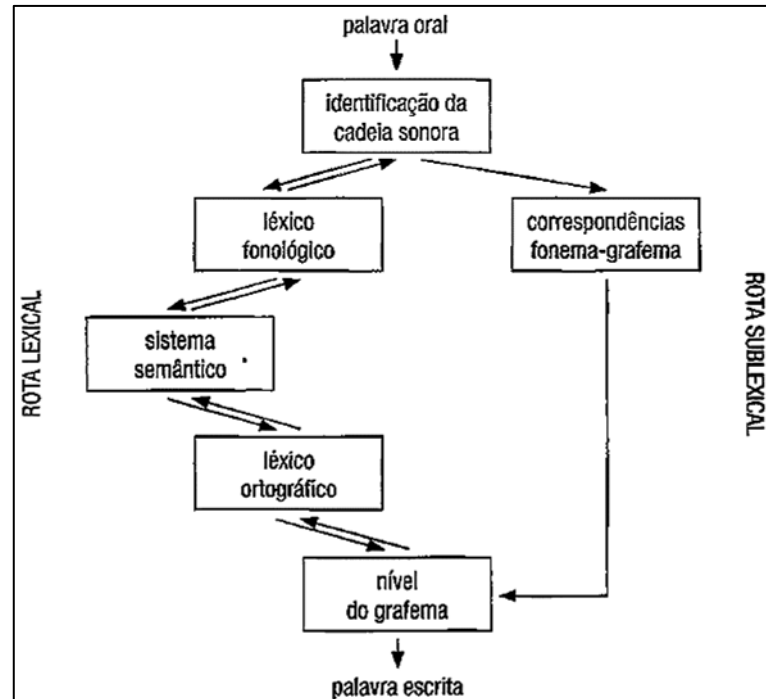 palavra oral
identificação da
cadeia sonora
léxico
fonológico
correspondências
fonema-grafema
ROTA LEXICAL
sistema
semântico
ROTA SUBLEXICAL
léxico
ortográfico
nível
do grafema
palavra escrita